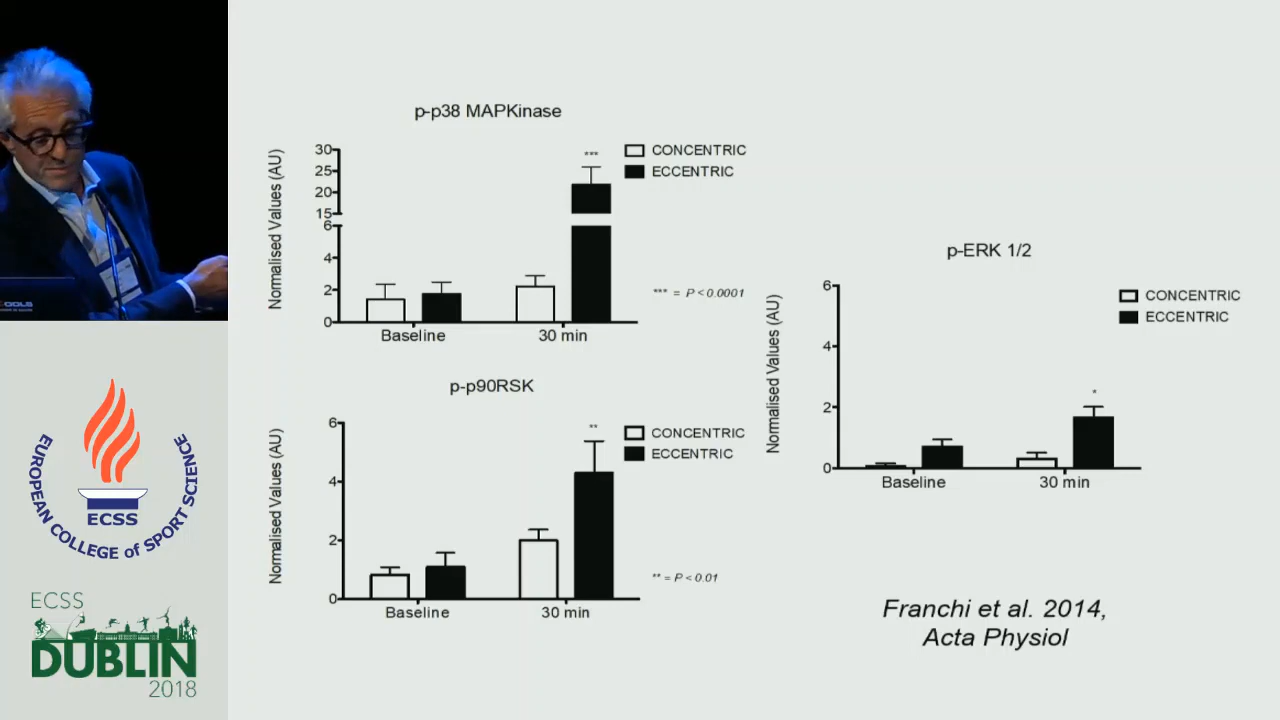 p-p38 MAPKinase
Normalised Values (AU)
30
25
20
15
6
4
2
0
***
CONCENTRIC
ECCENTRIC
*** = P<0.0001
Baseline
30 min
p-p90RSK
Normalised Values (AU)
6
4
2
0
**
CONCENTRIC
ECCENTRIC
** = P<0.01
Baseline
30 min
p-ERK 1/2
Normalised Values (AU)
6
4
2
0
*
CONCENTRIC
ECCENTRIC
Baseline
30 min
Franchi et al. 2014,
Acta Physiol
EUROPEAN COLLEGE of SPORT SCIENCE
ECSS
ECSS
DUBLIN
2018